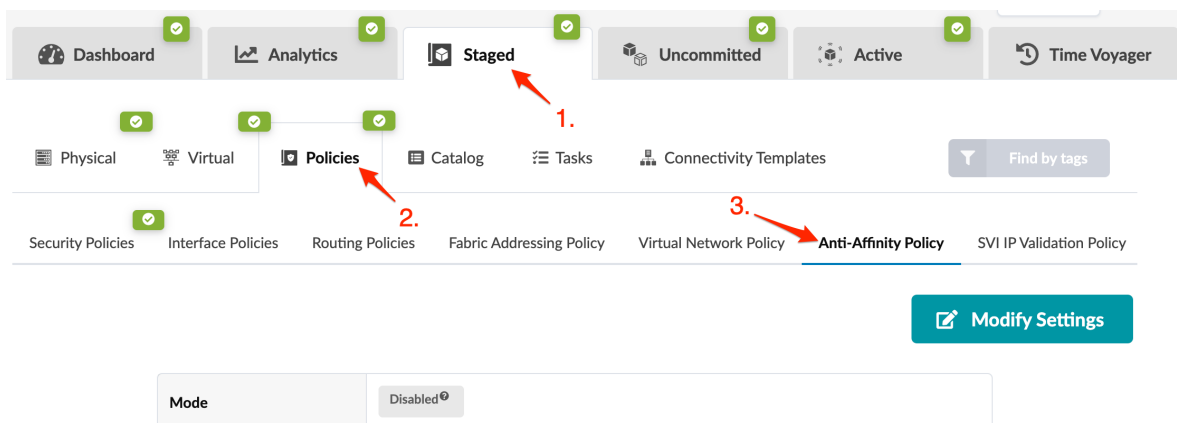 Dashboard Analytics Staged Uncommitted Active Time Voyager
1.
Physical Virtual Policies Catalog Tasks Connectivity Templates Find by tags
2.
3.
Security Policies Interface Policies Routing Policies Fabric Addressing Policy Virtual Network Policy Anti-Affinity Policy SVI IP Validation Policy
Modify Settings
Mode Disabled